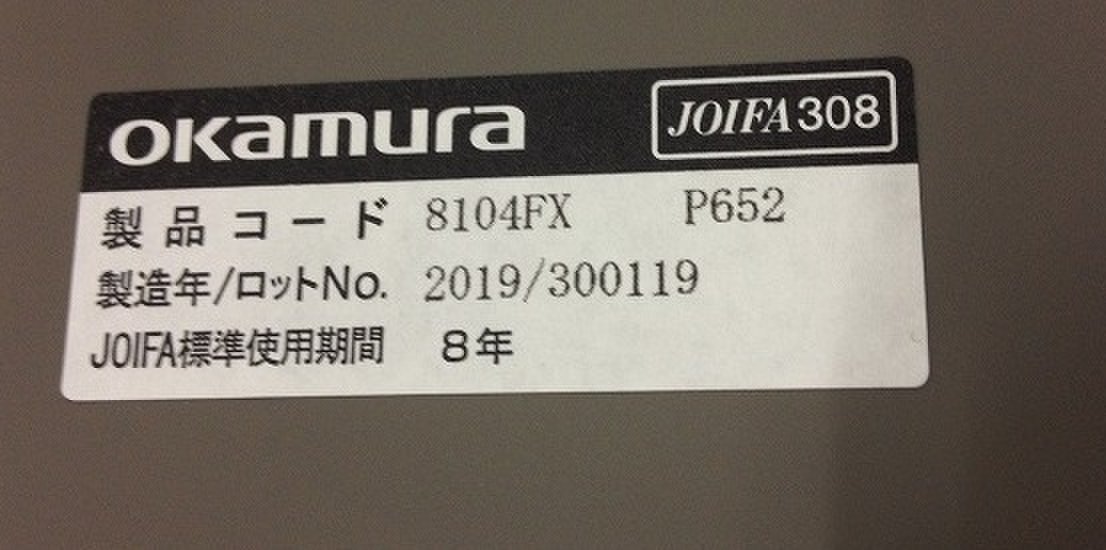 okamura JOIFA308
製品コード 8104FX P652
製造年/ロットNo. 2019/300119
JOIFA標準使用期間 8年